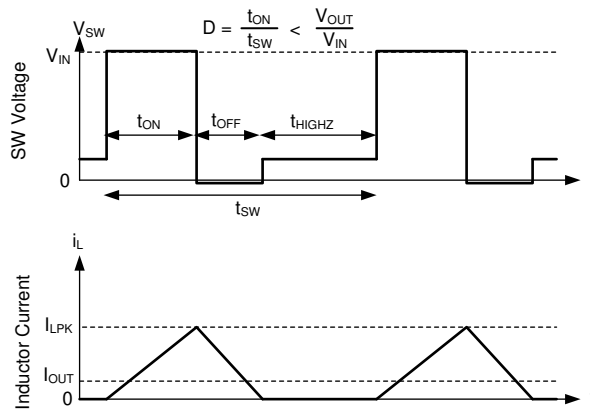 V_SW
D = t_ON / t_SW < V_OUT / V_IN
V_IN
SW Voltage
t_ON
t_OFF
t_HIGHZ
0
t_SW
i_L
Inductor Current
I_LPK
I_OUT
0